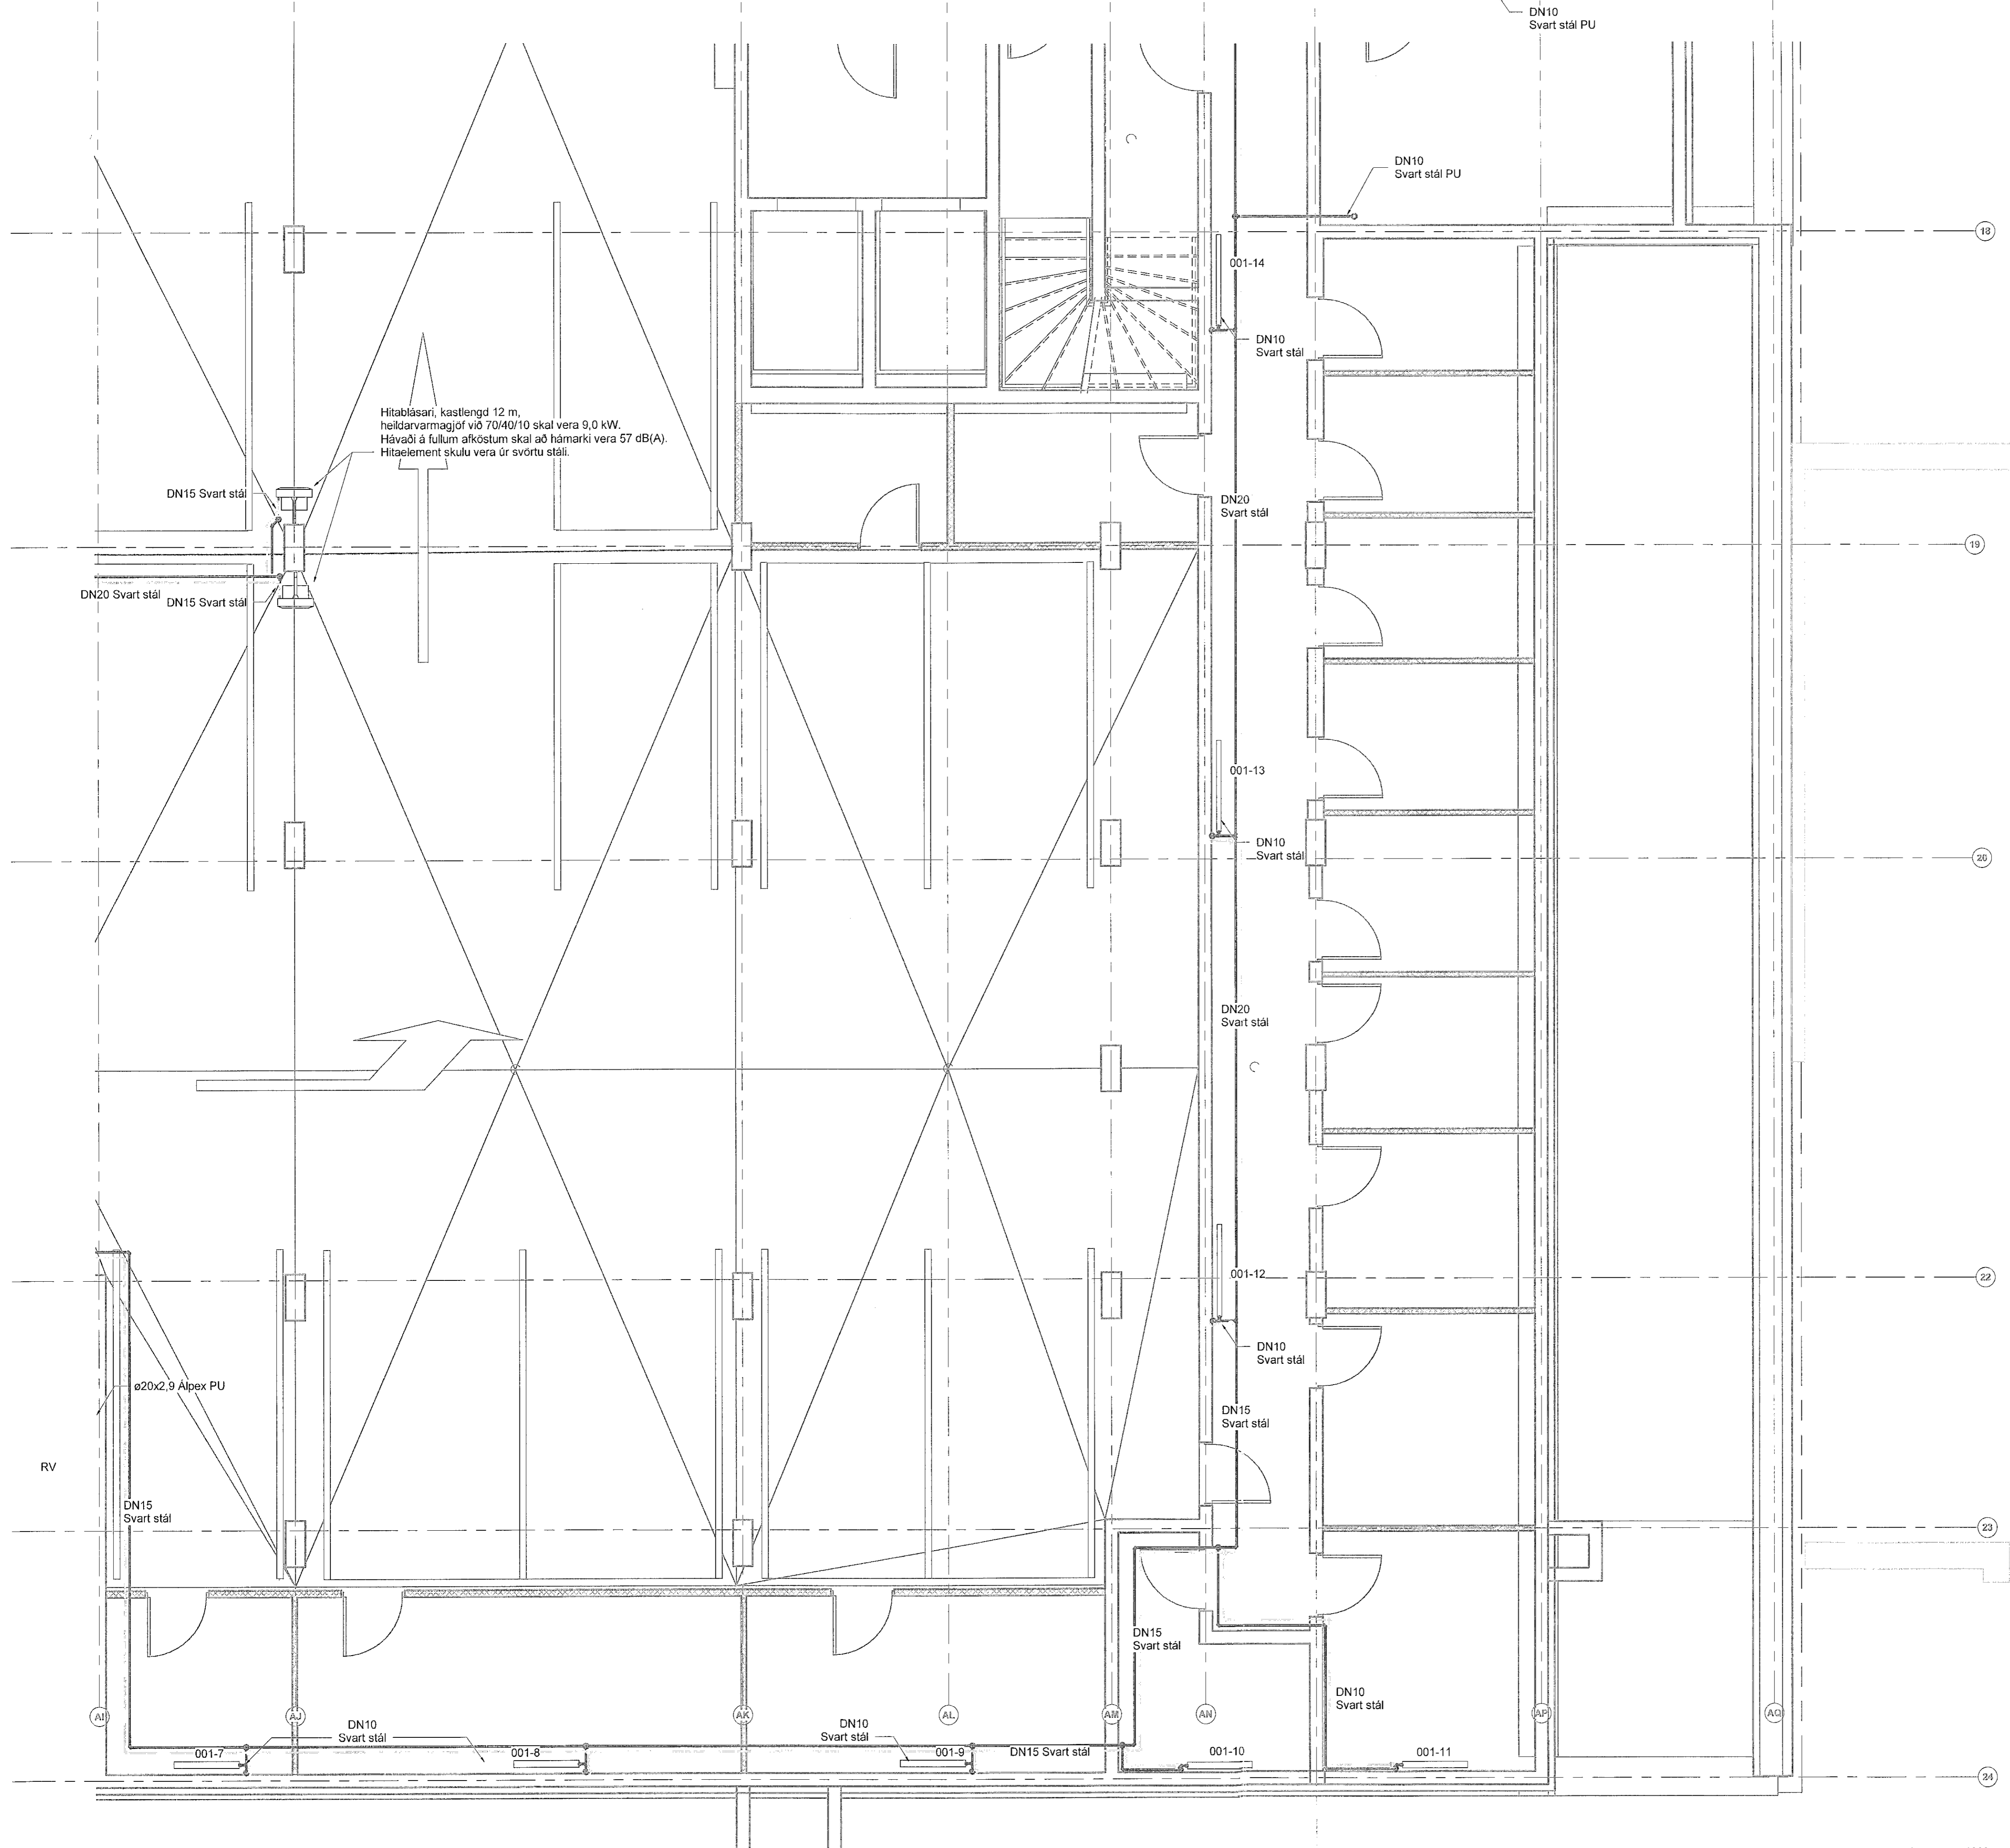 DN10
Svart stál PU
DN10
Svart stál PU
18
001-14
DN10
Svart stál
Hitablásari, kastlengd 12 m,
heildarvarmagjöf við 70/40/10 skal vera 9,0 kW.
Hávaði á fullum afköstum skal að hámarki vera 57 dB(A).
Hitaelement skulu vera úr svörtu stáli.
DN15 Svart stál
DN20
Svart stál
19
DN20 Svart stál
DN15 Svart stál
001-13
DN10
Svart stál
20
DN20
Svart stál
001-12
22
DN10
Svart stál
ø20x2,9 Álpex PU
DN15
Svart stál
RV
DN15
Svart stál
23
DN15
Svart stál
DN10
Svart stál
AI
AJ
AK
AL
AM
AN
AP
AQ
DN10
Svart stál
DN10
Svart stál
001-7
001-8
001-9
DN15 Svart stál
001-10
001-11
24